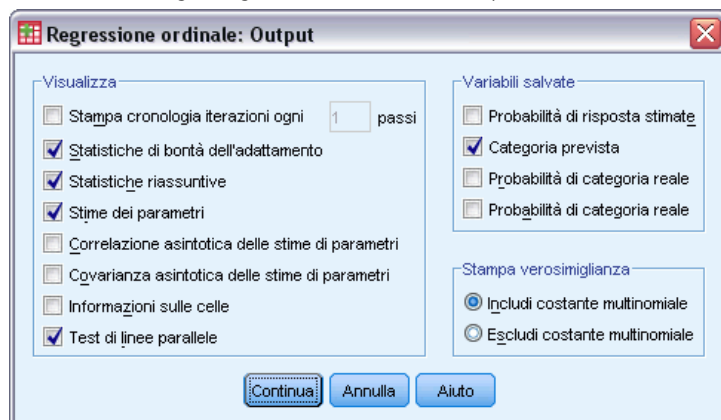 Regressione ordinale: Output
Visualizza
Stampa cronologia iterazioni ogni 1 passi
Statistiche di bontà dell'adattamento
Statistiche riassuntive
Stime dei parametri
Correlazione asintotica delle stime di parametri
Covarianza asintotica delle stime di parametri
Informazioni sulle celle
Test di linee parallele
Variabili salvate
Probabilità di risposta stimate
Categoria prevista
Probabilità di categoria reale
Probabilità di categoria reale
Stampa verosimiglianza
Includi costante multinomiale
Escludi costante multinomiale
Continua Annulla Aiuto